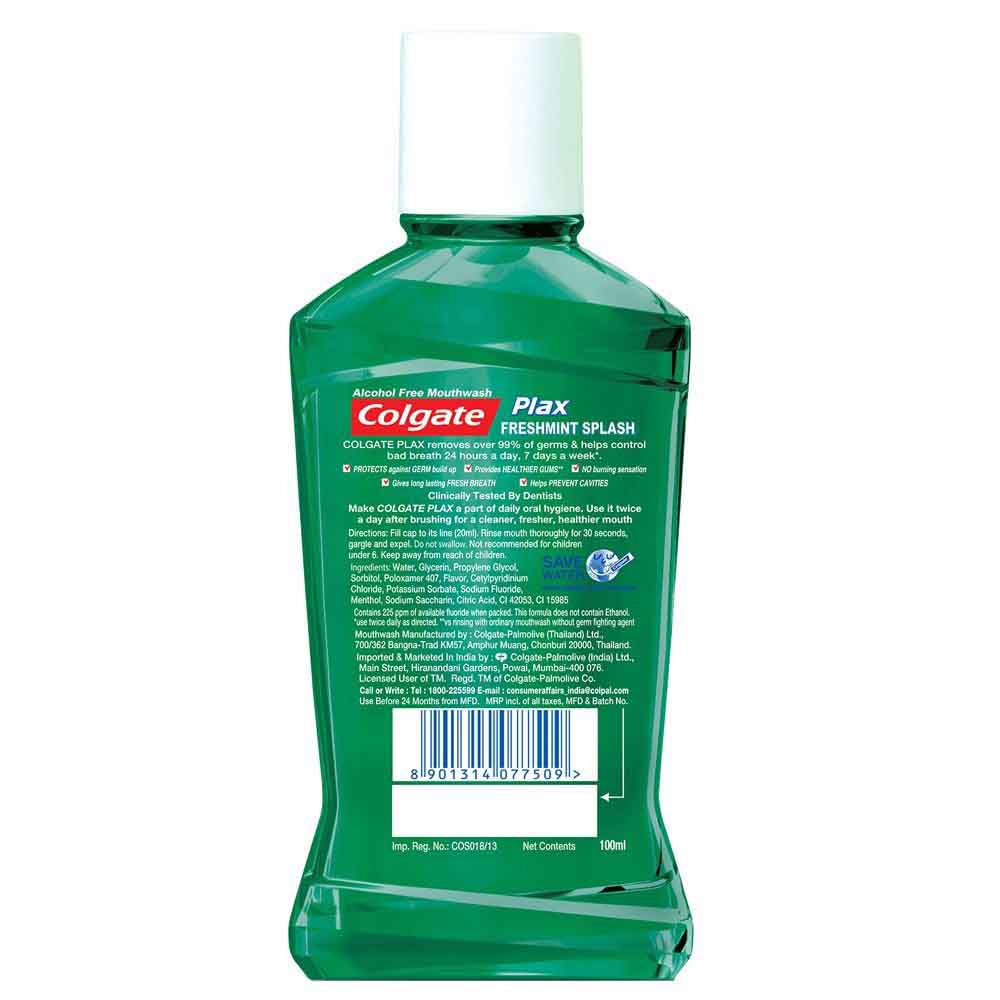 Alcohol Free Mouthwash
Colgate Plax
FRESHMINT SPLASH
COLGATE PLAX removes over 99% of germs & helps control
bad breath 24 hours a day, 7 days a week*.
PROTECTS against GERM build up Provides HEALTHIER GUMS** NO burning sensation
Gives long lasting FRESH BREATH Helps PREVENT CAVITIES
Clinically Tested By Dentists
Make COLGATE PLAX a part of daily oral hygiene. Use it twice
a day after brushing for a cleaner, fresher, healthier mouth
Directions: Fill cap to its line (20ml). Rinse mouth thoroughly for 30 seconds,
gargle and expel. Do not swallow. Not recommended for children
under 6. Keep away from reach of children.
Ingredients: Water, Glycerin, Propylene Glycol,
Sorbitol, Poloxamer 407, Flavor, Cetylpyridinium
Chloride, Potassium Sorbate, Sodium Fluoride,
Menthol, Sodium Saccharin, Citric Acid, CI 42053, CI 15985
SAVE
WATER
Contains 225 ppm of available fluoride when packed. This formula does not contain Ethanol.
*use twice daily as directed. **vs rinsing with ordinary mouthwash without germ fighting agent
Mouthwash Manufactured by : Colgate-Palmolive (Thailand) Ltd.,
700/362 Bangna-Trad KM57, Amphur Muang, Chonburi 20000, Thailand.
Imported & Marketed In India by : Colgate-Palmolive (India) Ltd.,
Main Street, Hiranandani Gardens, Powai, Mumbai-400 076.
Licensed User of TM. Regd. TM of Colgate-Palmolive Co.
Call or Write : Tel : 1800-225599 E-mail : consumeraffairs_india@colpal.com
Use Before 24 Months from MFD. MRP incl. of all taxes, MFD & Batch No.
8 901314 077509 >
Imp. Reg. No.: COS018/13 Net Contents 100ml